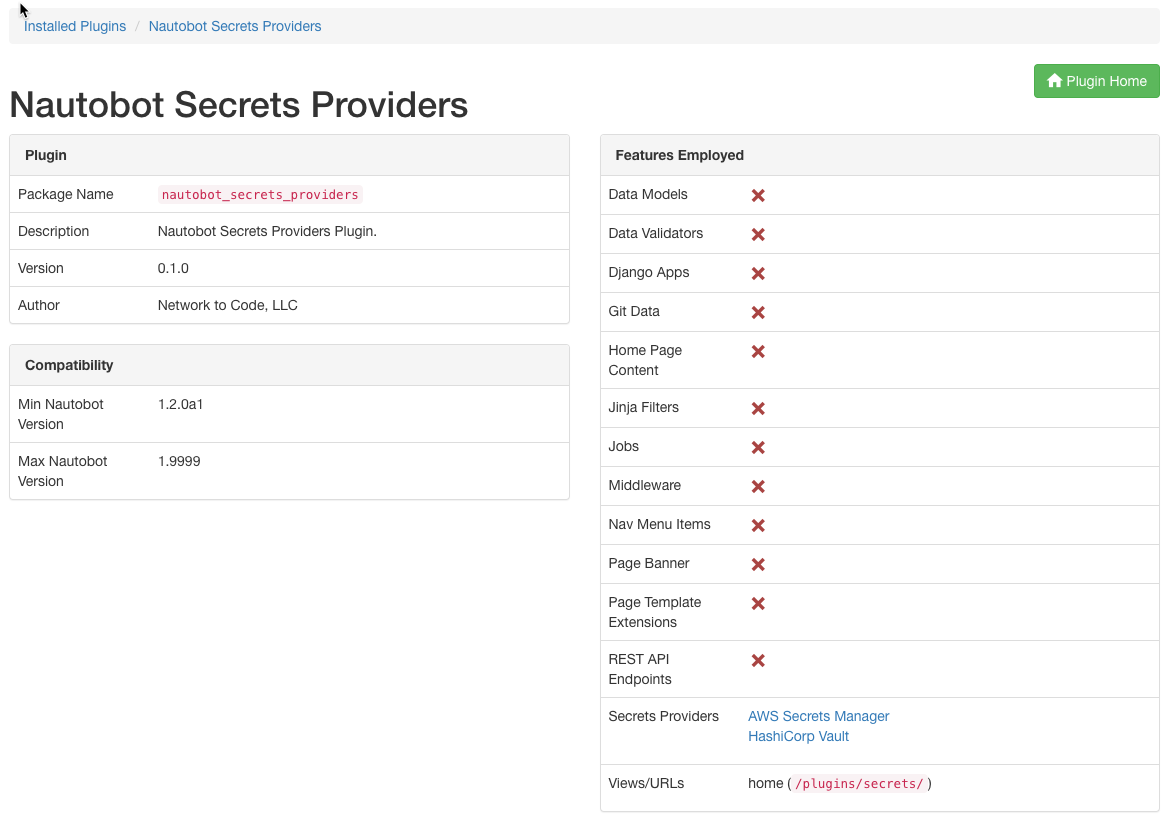 Installed Plugins / Nautobot Secrets Providers
Plugin Home
Nautobot Secrets Providers
Plugin
Package Name nautobot_secrets_providers
Description Nautobot Secrets Providers Plugin.
Version 0.1.0
Author Network to Code, LLC
Compatibility
Min Nautobot 1.2.0a1
Version
Max Nautobot 1.9999
Version
Features Employed
Data Models
Data Validators
Django Apps
Git Data
Home Page
Content
Jinja Filters
Jobs
Middleware
Nav Menu Items
Page Banner
Page Template
Extensions
REST API
Endpoints
Secrets Providers AWS Secrets Manager
HashiCorp Vault
Views/URLs home ( /plugins/secrets/ )